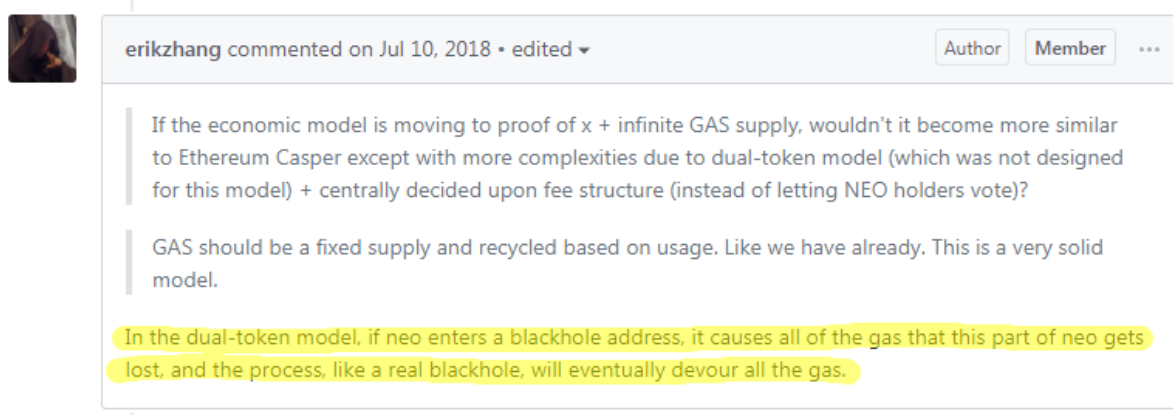 erikzhang commented on Jul 10, 2018 • edited
Author
Member
...
If the economic model is moving to proof of x + infinite GAS supply, wouldn't it become more similar
to Ethereum Casper except with more complexities due to dual-token model (which was not designed
for this model) + centrally decided upon fee structure (instead of letting NEO holders vote)?
GAS should be a fixed supply and recycled based on usage. Like we have already. This is a very solid
model.
In the dual-token model, if neo enters a blackhole address, it causes all of the gas that this part of neo gets
lost, and the process, like a real blackhole, will eventually devour all the gas.